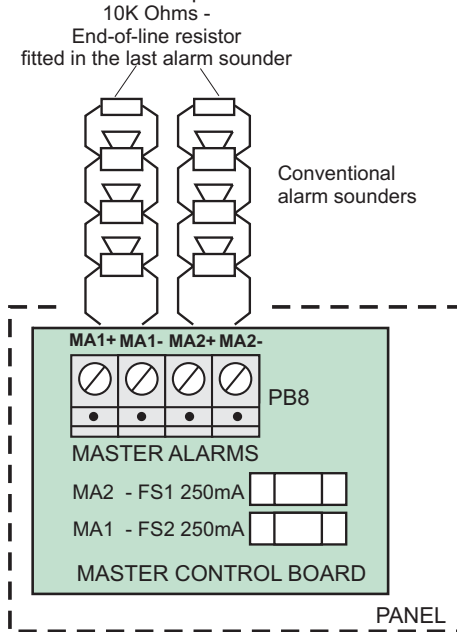 10K Ohms -
End-of-line resistor
fitted in the last alarm sounder
Conventional
alarm sounders
MA1+ MA1- MA2+ MA2-
PB8
MASTER ALARMS
MA2 - FS1 250mA
MA1 - FS2 250mA
MASTER CONTROL BOARD
PANEL